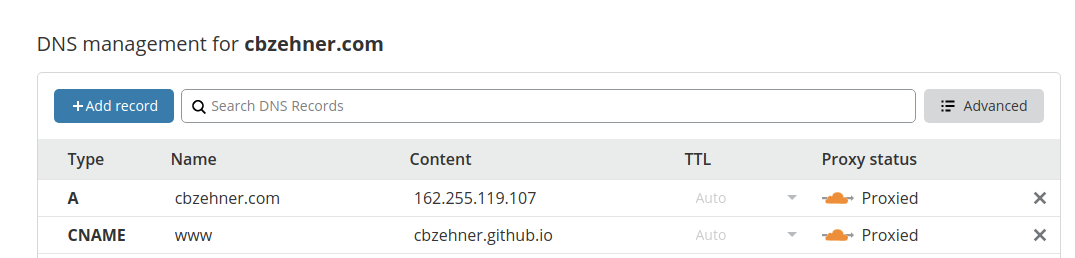 DNS management for cbzehner.com
+Add record Search DNS Records Advanced
Type Name Content TTL Proxy status
A cbzehner.com 162.255.119.107 Auto Proxied
CNAME www cbzehner.github.io Auto Proxied